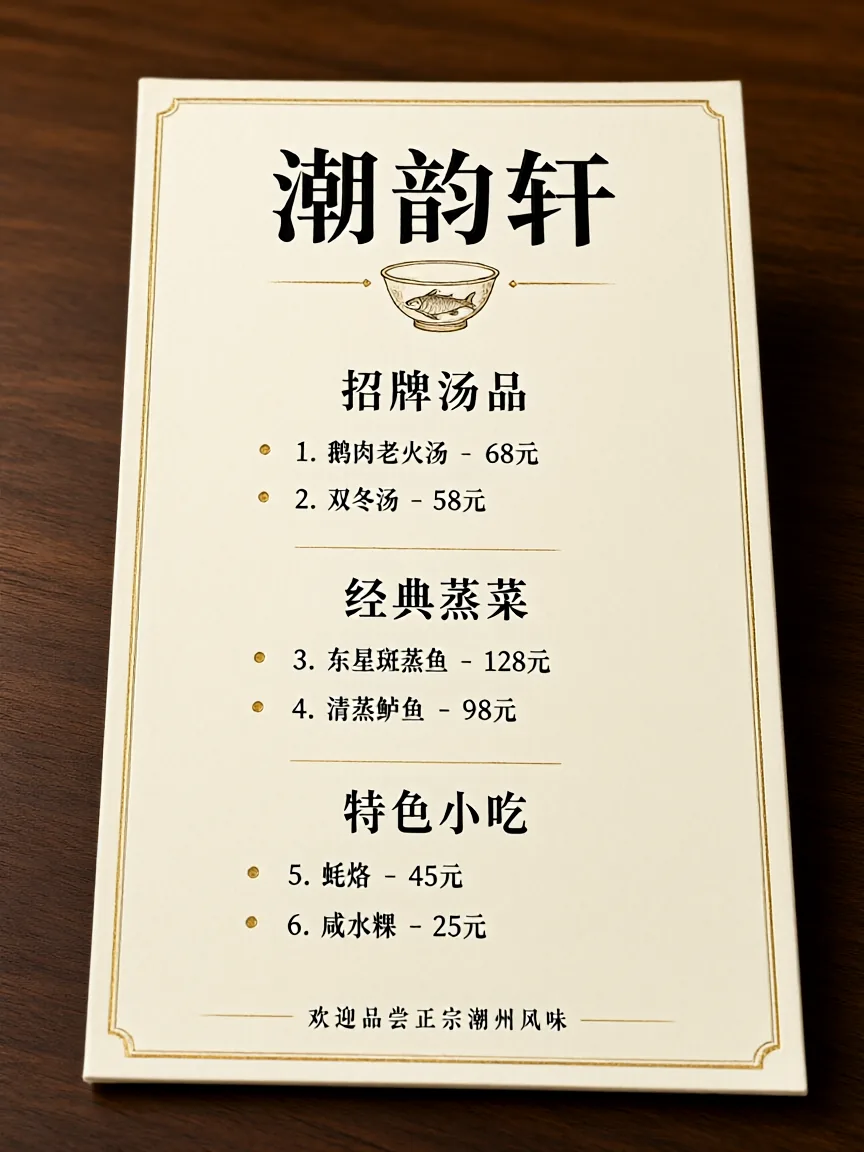 潮韵轩
招牌汤品
1. 鹅肉老火汤 - 68元
2. 双冬汤 - 58元
经典蒸菜
3. 东星斑蒸鱼 - 128元
4. 清蒸鲈鱼 - 98元
特色小吃
5. 蚝烙 - 45元
6. 咸水粿 - 25元
欢迎品尝正宗潮州风味